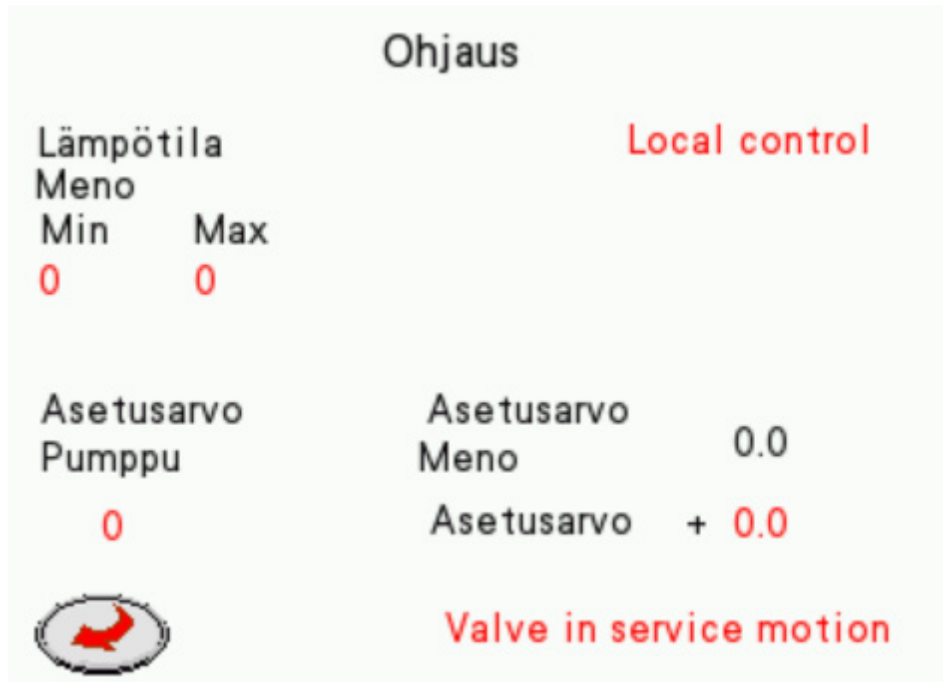 Ohjaus
Lämpötila
Meno
Local control
Min Max
0 0
Asetusarvo
Pumppu
0
Asetusarvo
Meno 0.0
Asetusarvo + 0.0
Valve in service motion